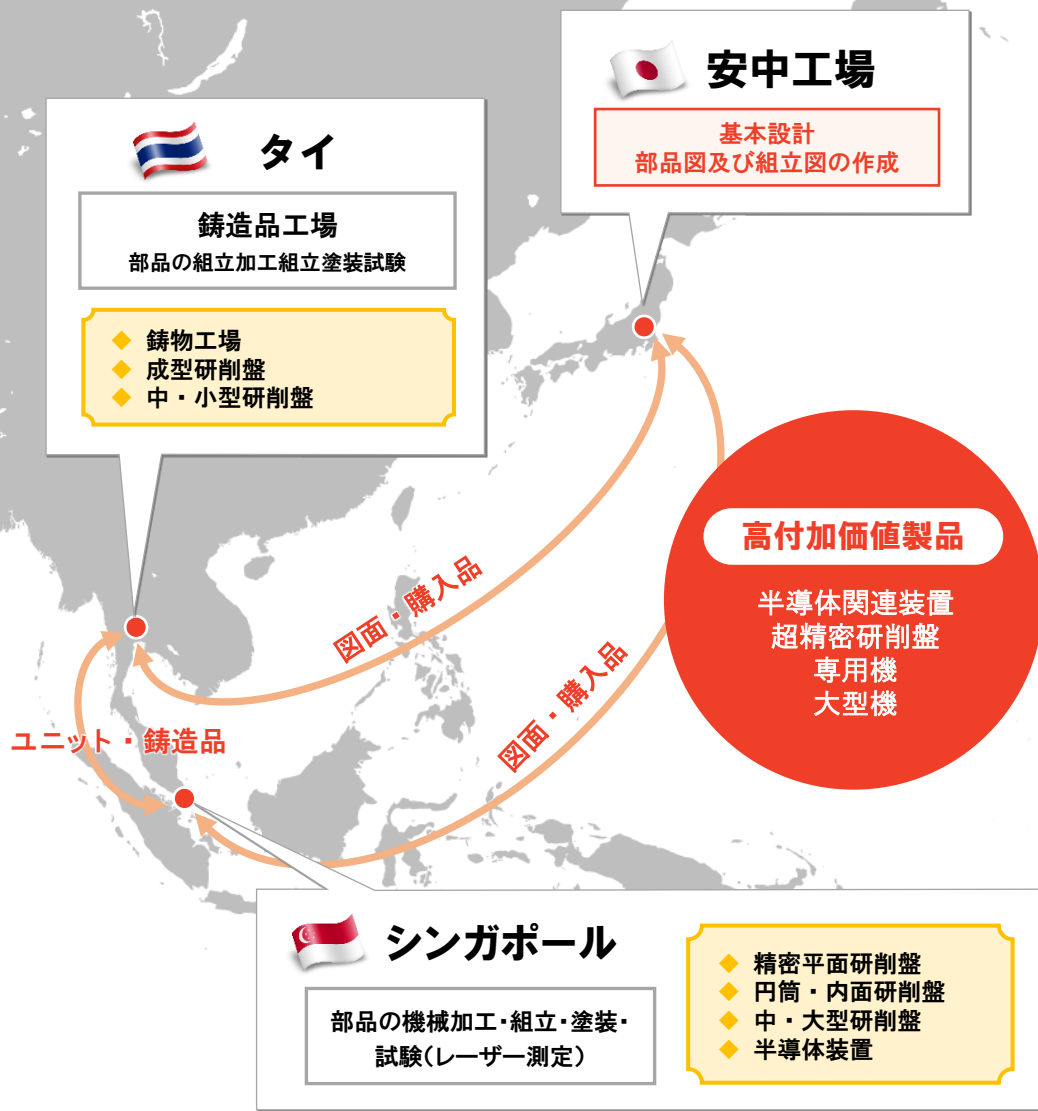 安中工場
基本設計
部品図及び組立図の作成
タイ
鋳造品工場
部品の組立加工組立塗装試験
◆ 鋳物工場
◆ 成型研削盤
◆ 中・小型研削盤
高付加価値製品
半導体関連装置
超精密研削盤
専用機
大型機
図面・購入品
図面・購入品
ユニット・鋳造品
シンガポール
部品の機械加工・組立・塗装・
試験(レーザー測定)
◆ 精密平面研削盤
◆ 円筒・内面研削盤
◆ 中・大型研削盤
◆ 半導体装置